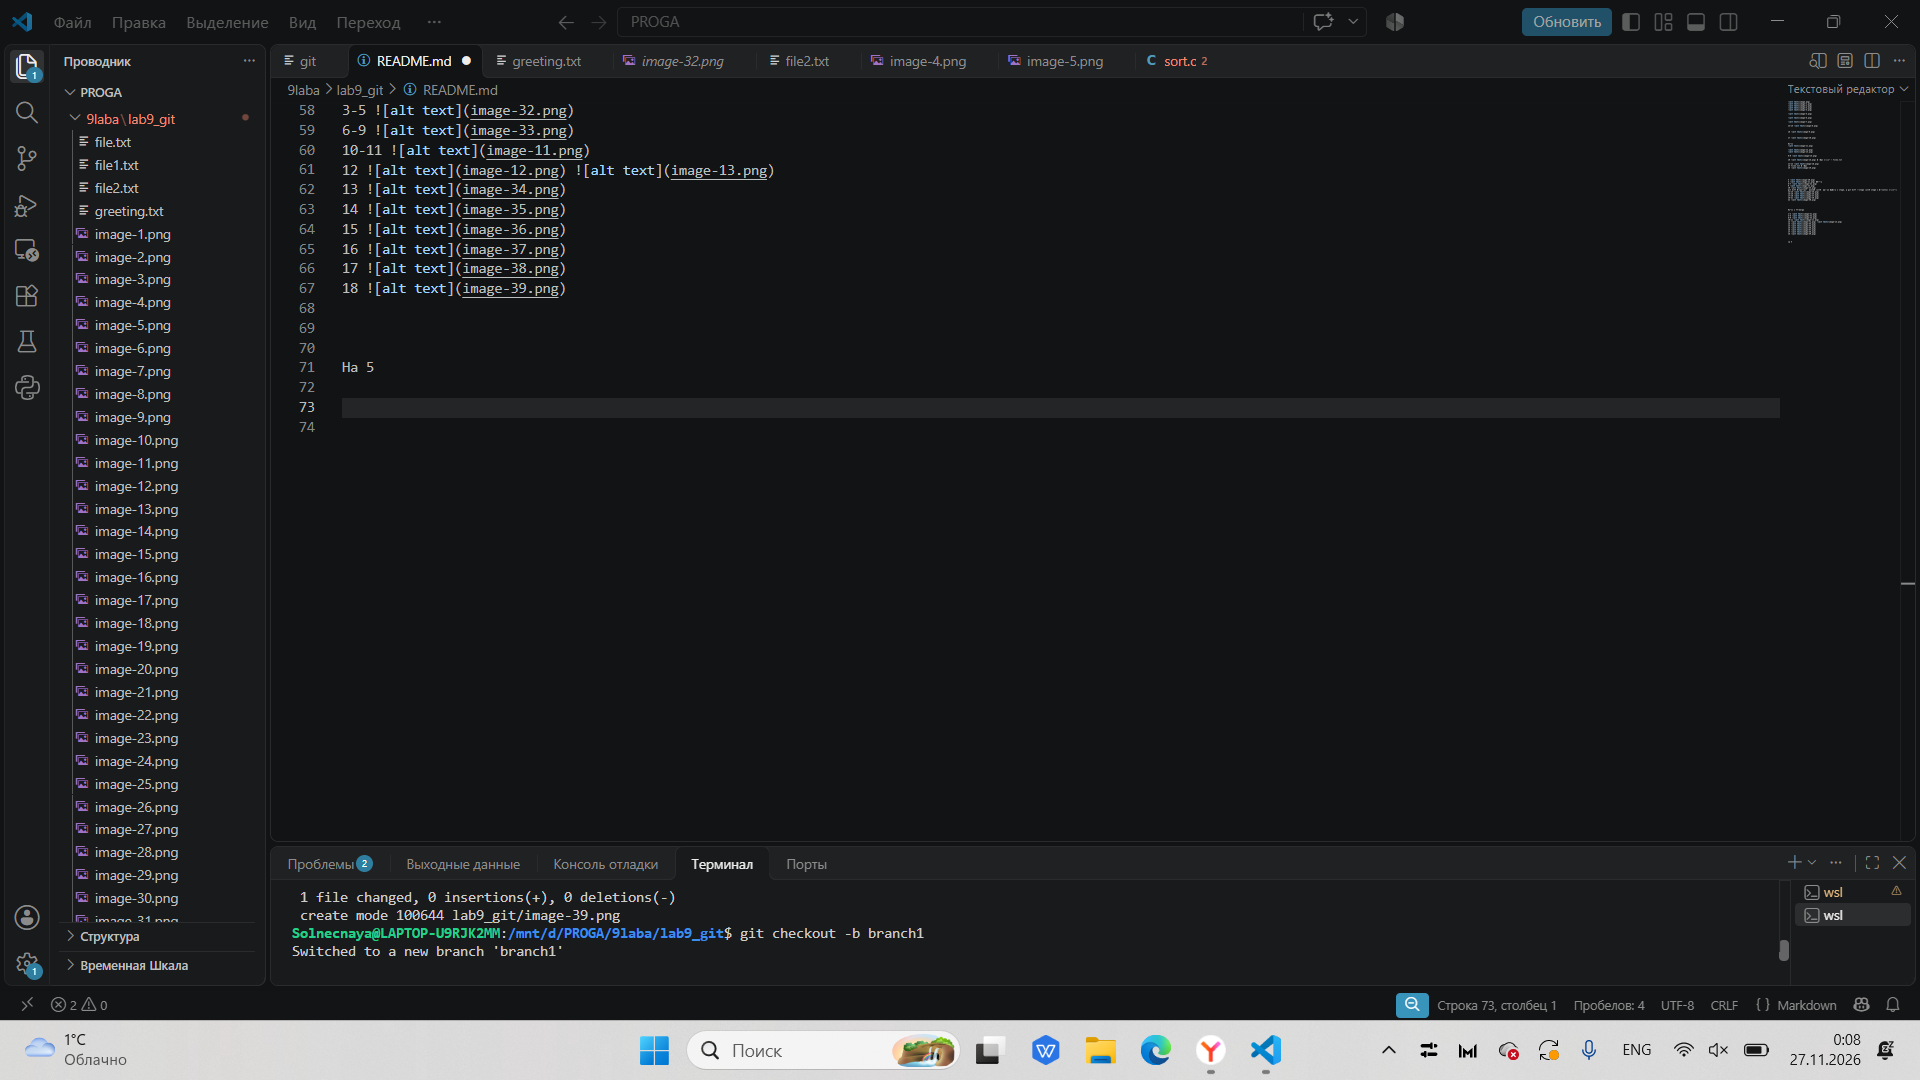 Файл Правка Выделение Вид Переход ··· PROGA Обновить
Проводник ···
PROGA
9laba\lab9_git
file.txt
file1.txt
file2.txt
greeting.txt
image-1.png
image-2.png
image-3.png
image-4.png
image-5.png
image-6.png
image-7.png
image-8.png
image-9.png
image-10.png
image-11.png
image-12.png
image-13.png
image-14.png
image-15.png
image-16.png
image-17.png
image-18.png
image-19.png
image-20.png
image-21.png
image-22.png
image-23.png
image-24.png
image-25.png
image-26.png
image-27.png
image-28.png
image-29.png
image-30.png
image-31.png
Структура
Временная Шкала
1
1
git README.md greeting.txt image-32.png file2.txt image-4.png image-5.png C sort.c 2
9laba > lab9_git > README.md
Текстовый редактор
58 3-5 ![alt text](image-32.png)
59 6-9 ![alt text](image-33.png)
60 10-11 ![alt text](image-11.png)
61 12 ![alt text](image-12.png) ![alt text](image-13.png)
62 13 ![alt text](image-34.png)
63 14 ![alt text](image-35.png)
64 15 ![alt text](image-36.png)
65 16 ![alt text](image-37.png)
66 17 ![alt text](image-38.png)
67 18 ![alt text](image-39.png)
68
69
70
71 На 5
72
73
74
Проблемы 2 Выходные данные Консоль отладки Терминал Порты
1 file changed, 0 insertions(+), 0 deletions(-)
create mode 100644 lab9_git/image-39.png
Solnecnaya@LAPTOP-U9RJK2MM:/mnt/d/PROGA/9laba/lab9_git$ git checkout -b branch1
Switched to a new branch 'branch1'
wsl
wsl
2 0 Строка 73, столбец 1 Пробелов: 4 UTF-8 CRLF { } Markdown
1°C
Облачно
Поиск
ENG
0:08
27.11.2026